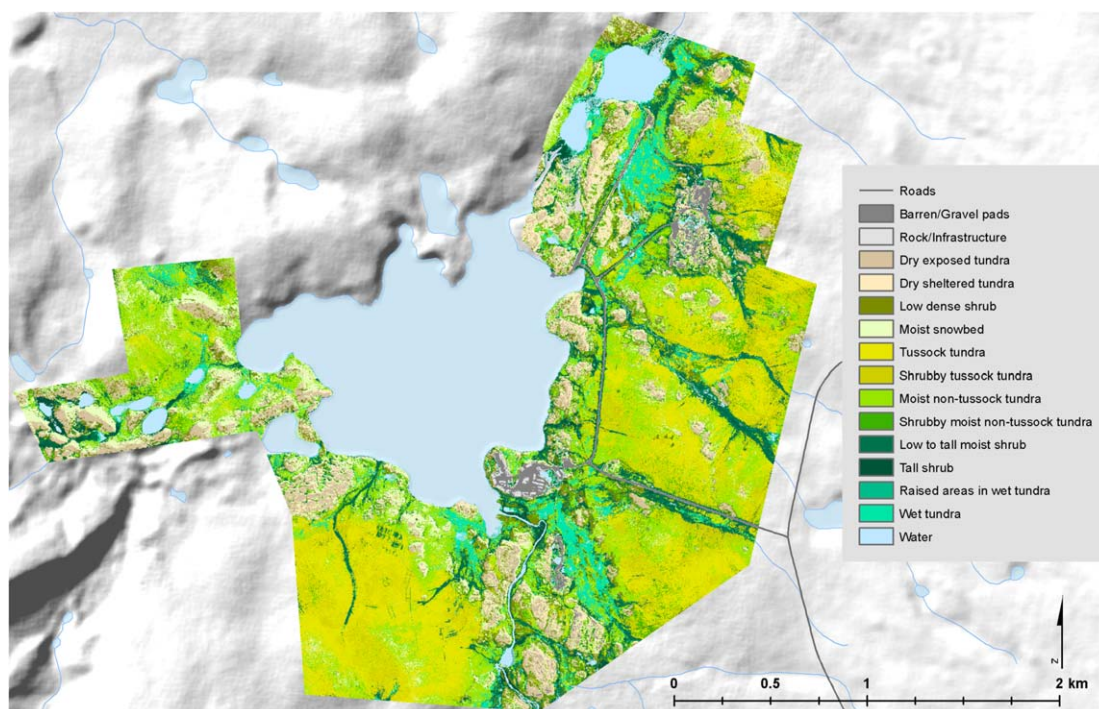 Roads
Barren/Gravel pads
Rock/Infrastructure
Dry exposed tundra
Dry sheltered tundra
Low dense shrub
Moist snowbed
Tussock tundra
Shrubby tussock tundra
Moist non-tussock tundra
Shrubby moist non-tussock tundra
Low to tall moist shrub
Tall shrub
Raised areas in wet tundra
Wet tundra
Water
N
0 0.5 1 2 km